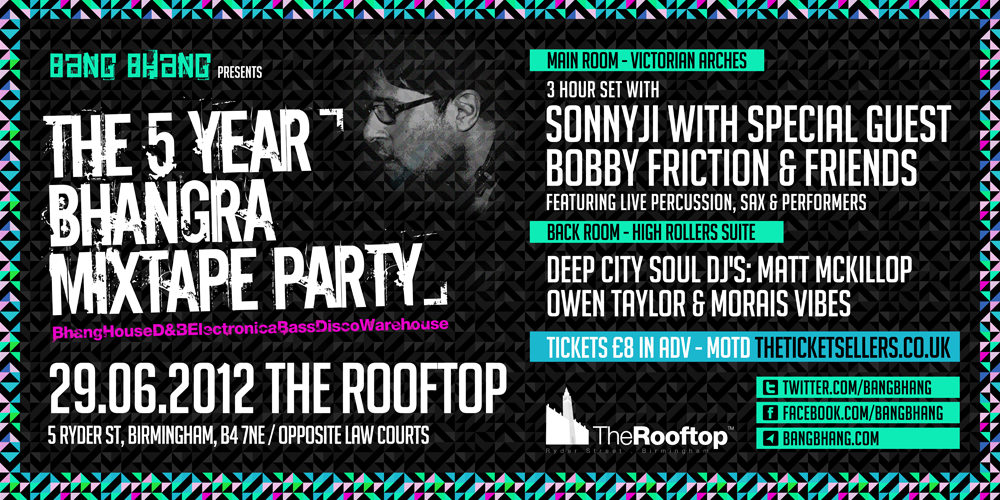 BANG BHANG PRESENTS
THE 5 YEAR
BHANGRA
MIXTAPE PARTY
BhangHouseD&BElectronicaBassDiscoWarehouse
29.06.2012 THE ROOFTOP
5 RYDER ST, BIRMINGHAM, B4 7NE / OPPOSITE LAW COURTS
MAIN ROOM - VICTORIAN ARCHES
3 HOUR SET WITH
SONNYJI WITH SPECIAL GUEST
BOBBY FRICTION & FRIENDS
FEATURING LIVE PERCUSSION, SAX & PERFORMERS
BACK ROOM - HIGH ROLLERS SUITE
DEEP CITY SOUL DJ'S: MATT MCKILLOP
OWEN TAYLOR & MORAIS VIBES
TICKETS £8 IN ADV - MOTD THETICKETSELLERS.CO.UK
TheRooftop™
Ryder Street . Birmingham
TWITTER.COM/BANGBHANG
FACEBOOK.COM/BANGBHANG
BANGBHANG.COM